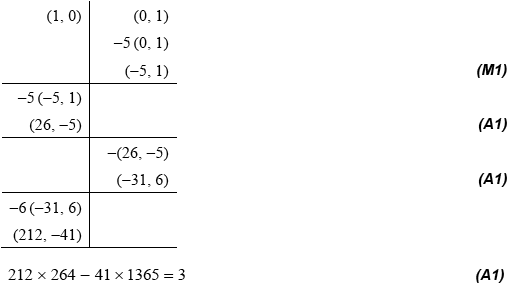 (1, 0) (0, 1)
−5 (0, 1)
(−5, 1) (M1)
−5 (−5, 1)
(26, −5) (A1)
−(26, −5)
(−31, 6) (A1)
−6 (−31, 6)
(212, −41)
212 × 264 − 41 × 1365 = 3 (A1)